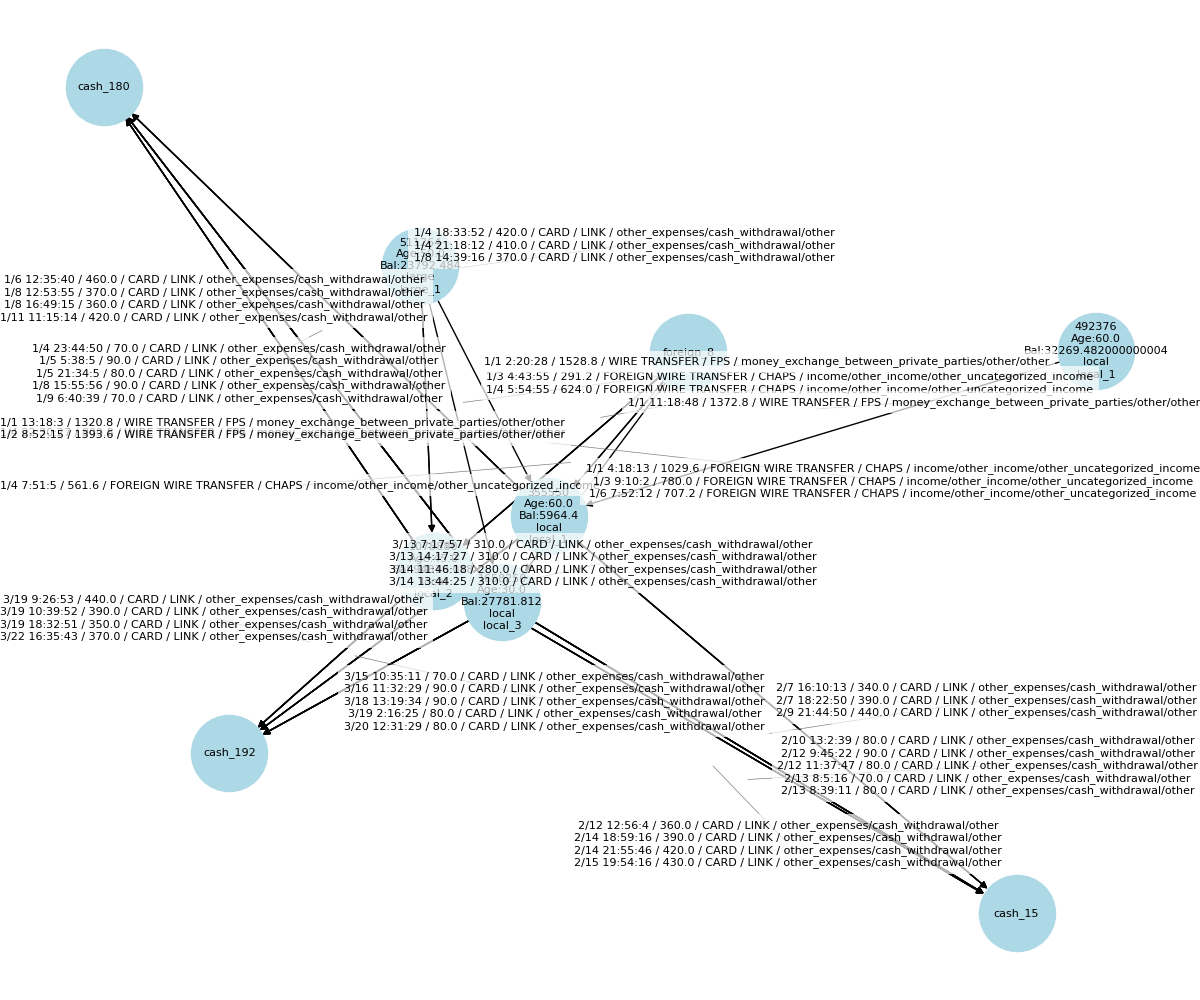 cash_180
1/4 18:33:52 / 420.0 / CARD / LINK / other_expenses/cash_withdrawal/other
1/4 21:18:12 / 410.0 / CARD / LINK / other_expenses/cash_withdrawal/other
1/8 14:39:16 / 370.0 / CARD / LINK / other_expenses/cash_withdrawal/other
1/6 12:35:40 / 460.0 / CARD / LINK / other_expenses/cash_withdrawal/other
1/8 12:53:55 / 370.0 / CARD / LINK / other_expenses/cash_withdrawal/other
1/8 16:49:15 / 360.0 / CARD / LINK / other_expenses/cash_withdrawal/other
1/11 11:15:14 / 420.0 / CARD / LINK / other_expenses/cash_withdrawal/other
492376
Age:60.0
Bal:32269.482000000004
local
local_1
foreign_8
1/4 23:44:50 / 70.0 / CARD / LINK / other_expenses/cash_withdrawal/other
1/5 5:38:5 / 90.0 / CARD / LINK / other_expenses/cash_withdrawal/other
1/5 21:34:5 / 80.0 / CARD / LINK / other_expenses/cash_withdrawal/other
1/8 15:55:56 / 90.0 / CARD / LINK / other_expenses/cash_withdrawal/other
1/9 6:40:39 / 70.0 / CARD / LINK / other_expenses/cash_withdrawal/other
1/1 2:20:28 / 1528.8 / WIRE TRANSFER / FPS / money_exchange_between_private_parties/other/other
1/3 4:43:55 / 291.2 / FOREIGN WIRE TRANSFER / CHAPS / income/other_income/other_uncategorized_income
1/4 5:54:55 / 624.0 / FOREIGN WIRE TRANSFER / CHAPS / income/other_income/other_uncategorized_income
1/1 11:18:48 / 1372.8 / WIRE TRANSFER / FPS / money_exchange_between_private_parties/other/other
1/1 13:18:3 / 1320.8 / WIRE TRANSFER / FPS / money_exchange_between_private_parties/other/other
1/2 8:52:15 / 1393.6 / WIRE TRANSFER / FPS / money_exchange_between_private_parties/other/other
1/4 7:51:5 / 561.6 / FOREIGN WIRE TRANSFER / CHAPS / income/other_income/other_uncategorized_income
1/1 4:18:13 / 1029.6 / FOREIGN WIRE TRANSFER / CHAPS / income/other_income/other_uncategorized_income
1/3 9:10:2 / 780.0 / FOREIGN WIRE TRANSFER / CHAPS / income/other_income/other_uncategorized_income
1/6 7:52:12 / 707.2 / FOREIGN WIRE TRANSFER / CHAPS / income/other_income/other_uncategorized_income
Age:60.0
Bal:5964.4
local
local_1
3/13 7:17:57 / 310.0 / CARD / LINK / other_expenses/cash_withdrawal/other
3/13 14:17:27 / 310.0 / CARD / LINK / other_expenses/cash_withdrawal/other
3/14 11:46:18 / 280.0 / CARD / LINK / other_expenses/cash_withdrawal/other
3/14 13:44:25 / 310.0 / CARD / LINK / other_expenses/cash_withdrawal/other
local_2
Bal:27781.812
local
local_3
3/19 9:26:53 / 440.0 / CARD / LINK / other_expenses/cash_withdrawal/other
3/19 10:39:52 / 390.0 / CARD / LINK / other_expenses/cash_withdrawal/other
3/19 18:32:51 / 350.0 / CARD / LINK / other_expenses/cash_withdrawal/other
3/22 16:35:43 / 370.0 / CARD / LINK / other_expenses/cash_withdrawal/other
3/15 10:35:11 / 70.0 / CARD / LINK / other_expenses/cash_withdrawal/other
3/16 11:32:29 / 90.0 / CARD / LINK / other_expenses/cash_withdrawal/other
3/18 13:19:34 / 90.0 / CARD / LINK / other_expenses/cash_withdrawal/other
3/19 2:16:25 / 80.0 / CARD / LINK / other_expenses/cash_withdrawal/other
3/20 12:31:29 / 80.0 / CARD / LINK / other_expenses/cash_withdrawal/other
2/7 16:10:13 / 340.0 / CARD / LINK / other_expenses/cash_withdrawal/other
2/7 18:22:50 / 390.0 / CARD / LINK / other_expenses/cash_withdrawal/other
2/9 21:44:50 / 440.0 / CARD / LINK / other_expenses/cash_withdrawal/other
cash_192
2/10 13:2:39 / 80.0 / CARD / LINK / other_expenses/cash_withdrawal/other
2/12 9:45:22 / 90.0 / CARD / LINK / other_expenses/cash_withdrawal/other
2/12 11:37:47 / 80.0 / CARD / LINK / other_expenses/cash_withdrawal/other
2/13 8:5:16 / 70.0 / CARD / LINK / other_expenses/cash_withdrawal/other
2/13 8:39:11 / 80.0 / CARD / LINK / other_expenses/cash_withdrawal/other
2/12 12:56:4 / 360.0 / CARD / LINK / other_expenses/cash_withdrawal/other
2/14 18:59:16 / 390.0 / CARD / LINK / other_expenses/cash_withdrawal/other
2/14 21:55:46 / 420.0 / CARD / LINK / other_expenses/cash_withdrawal/other
2/15 19:54:16 / 430.0 / CARD / LINK / other_expenses/cash_withdrawal/other
cash_15